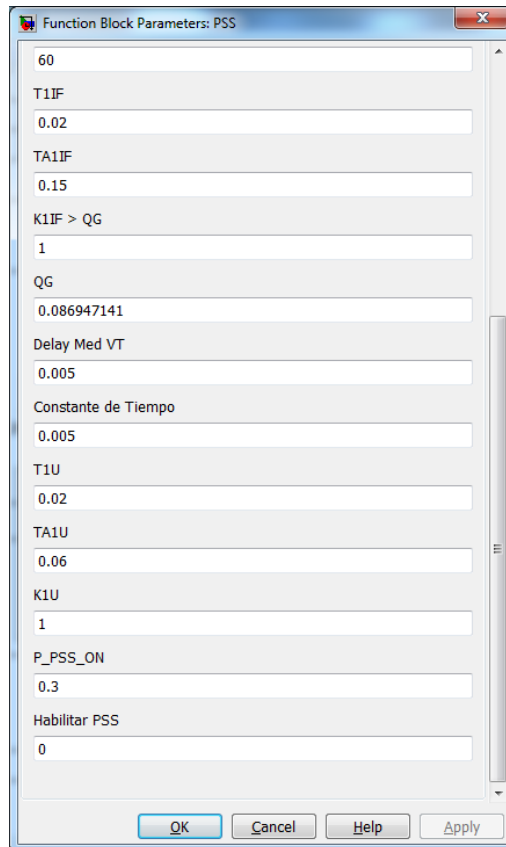 Function Block Parameters: PSS
60
T1IF
0.02
TA1IF
0.15
K1IF > QG
1
QG
0.086947141
Delay Med VT
0.005
Constante de Tiempo
0.005
T1U
0.02
TA1U
0.06
K1U
1
P_PSS_ON
0.3
Habilitar PSS
0
OK Cancel Help Apply